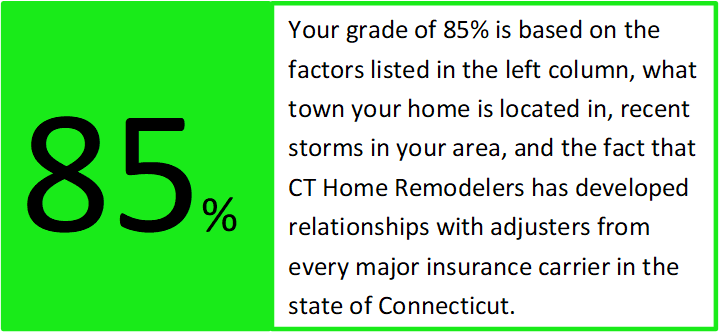 85%
Your grade of 85% is based on the
factors listed in the left column, what
town your home is located in, recent
storms in your area, and the fact that
CT Home Remodelers has developed
relationships with adjusters from
every major insurance carrier in the
state of Connecticut.